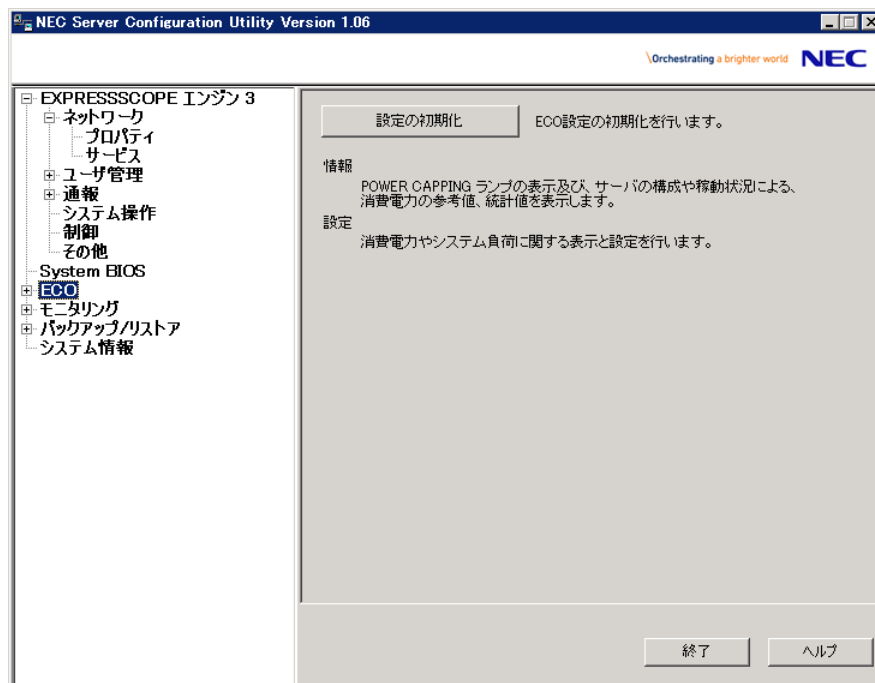 NEC Server Configuration Utility Version 1.06
\Orchestrating a brighter world NEC
EXPRESSSCOPE エンジン 3
ネットワーク
プロパティ
サービス
ユーザ管理
通報
システム操作
制御
その他
System BIOS
ECO
モニタリング
バックアップ/リストア
システム情報
設定の初期化
ECO設定の初期化を行います。
情報
POWER CAPPING ランプの表示及び、サーバの構成や稼動状況による、
消費電力の参考値、統計値を表示します。
設定
消費電力やシステム負荷に関する表示と設定を行います。
終了
ヘルプ